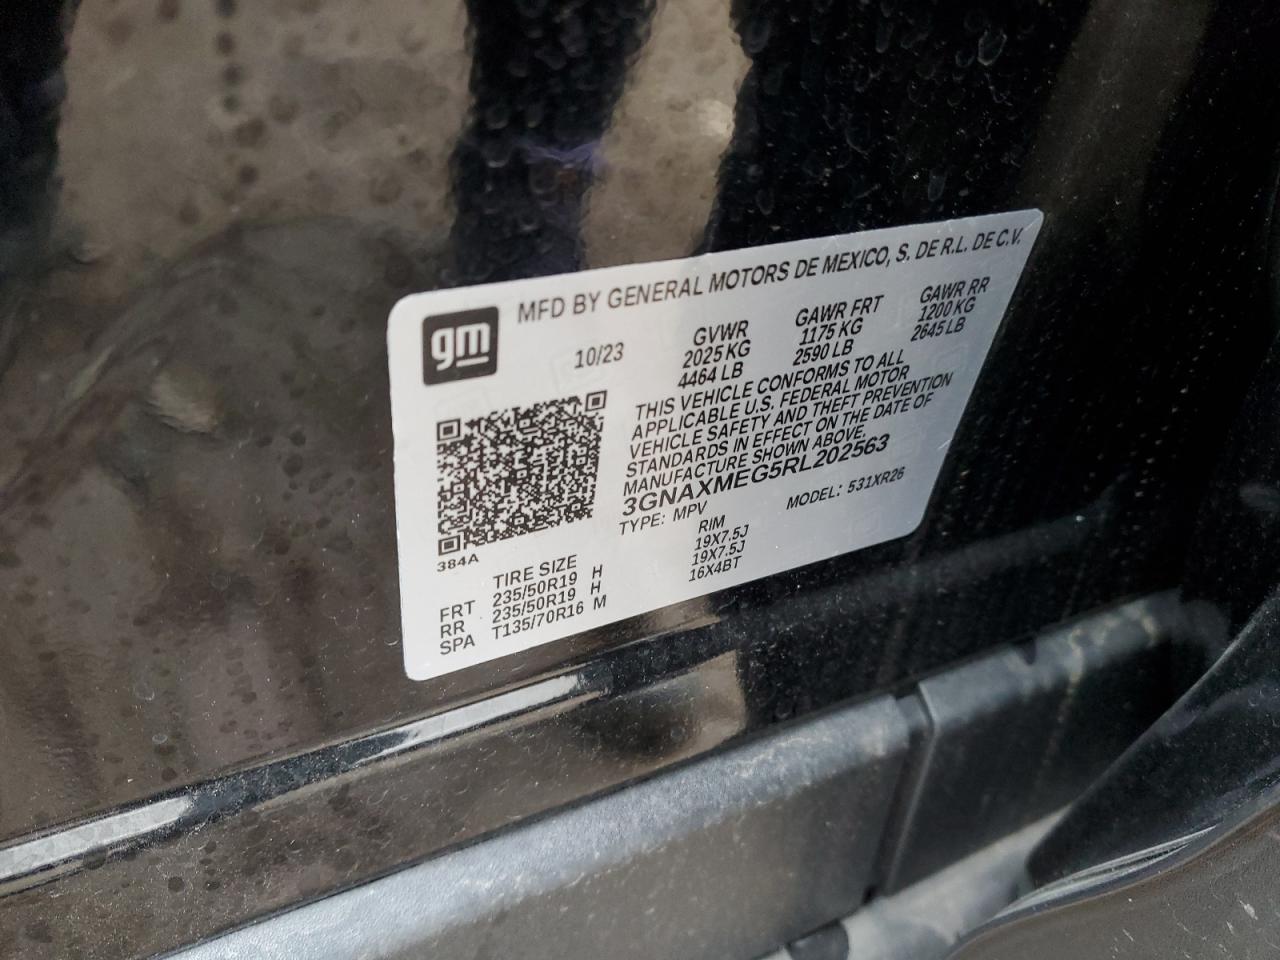 gm
MFD BY GENERAL MOTORS DE MEXICO, S. DE R.L. DE C.V.
10/23
GVWR GAWR FRT GAWR RR
2025 KG 1175 KG 1200 KG
4464 LB 2590 LB 2645 LB
THIS VEHICLE CONFORMS TO ALL
APPLICABLE U.S. FEDERAL MOTOR
VEHICLE SAFETY AND THEFT PREVENTION
STANDARDS IN EFFECT ON THE DATE OF
MANUFACTURE SHOWN ABOVE.
3GNAXMEG5RL202563
TYPE: MPV MODEL: 531XR26
384A
TIRE SIZE RIM
FRT 235/50R19 H 19X7.5J
RR 235/50R19 H 19X7.5J
SPA T135/70R16 M 16X4BT